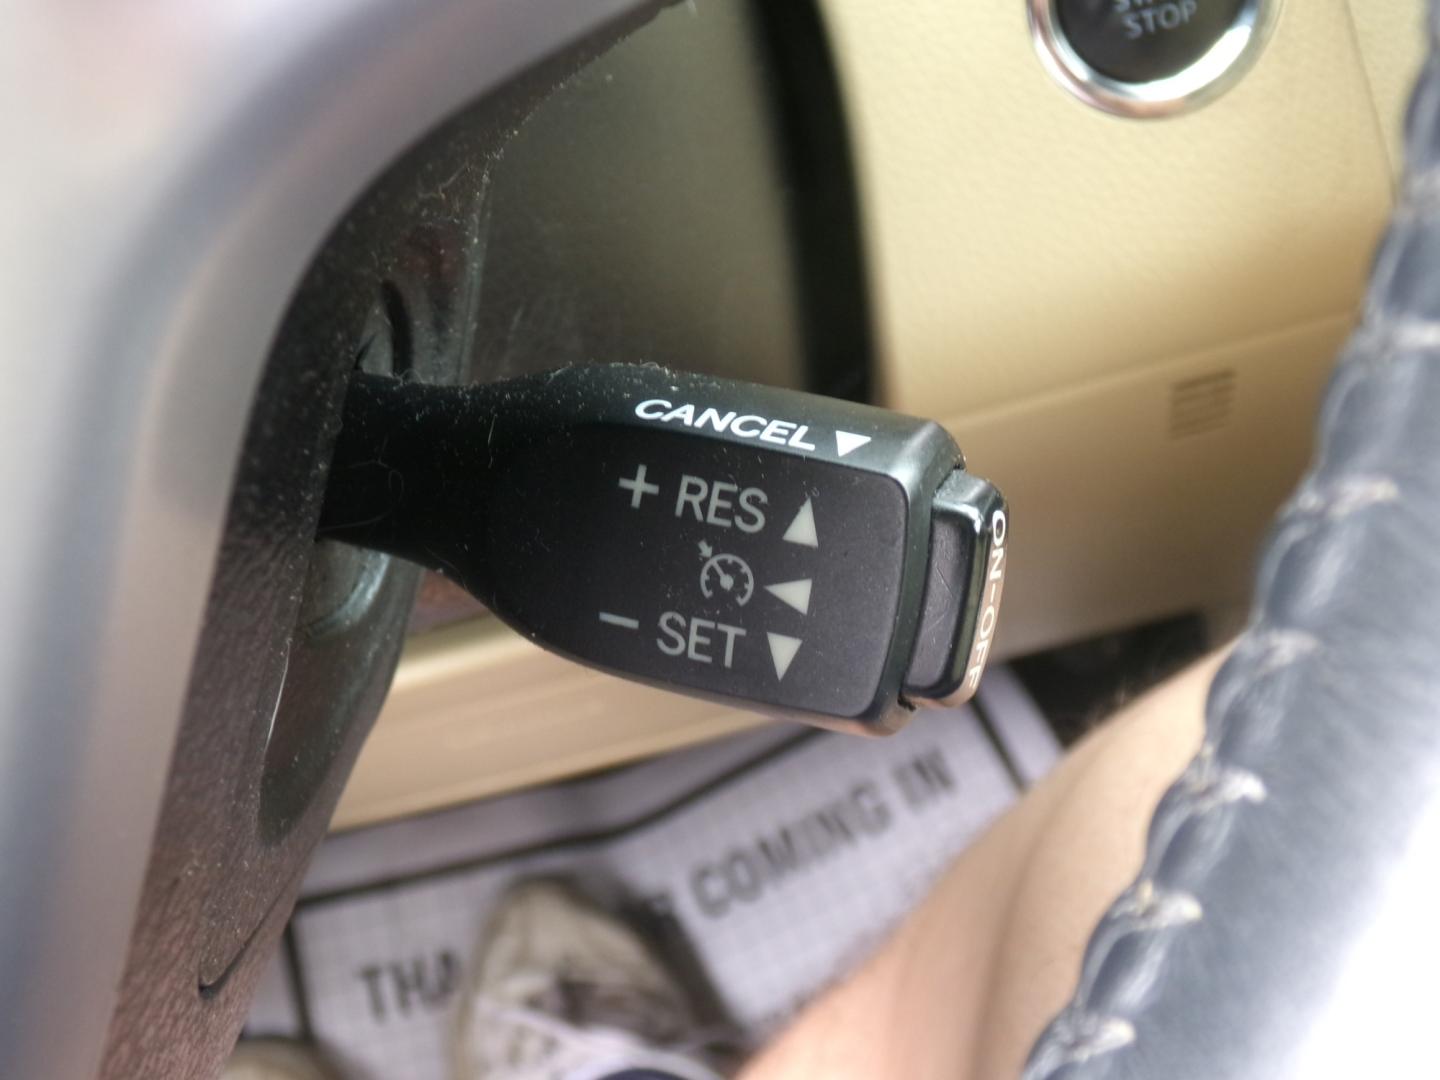 STOP
CANCEL ▼
+ RES ▲
◀
− SET ▼
ON-OFF
COMING IN